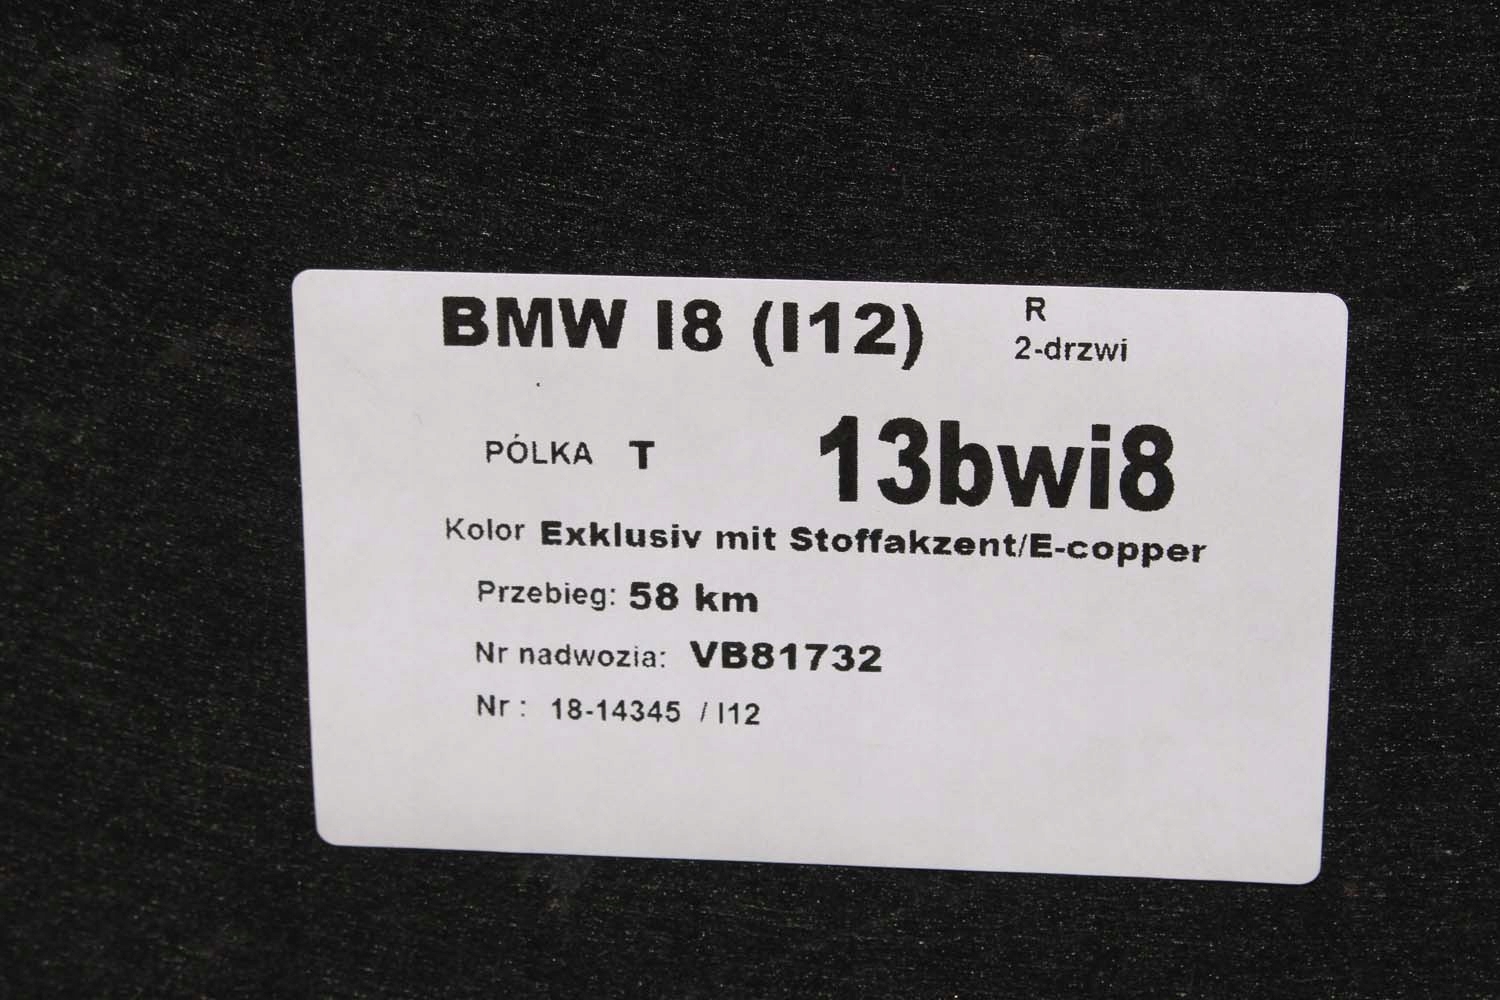 BMW I8 (I12) R
2-drzwi
PÓLKA T 13bwi8
Kolor Exklusiv mit Stoffakzent/E-copper
Przebieg: 58 km
Nr nadwozia: VB81732
Nr : 18-14345 / I12